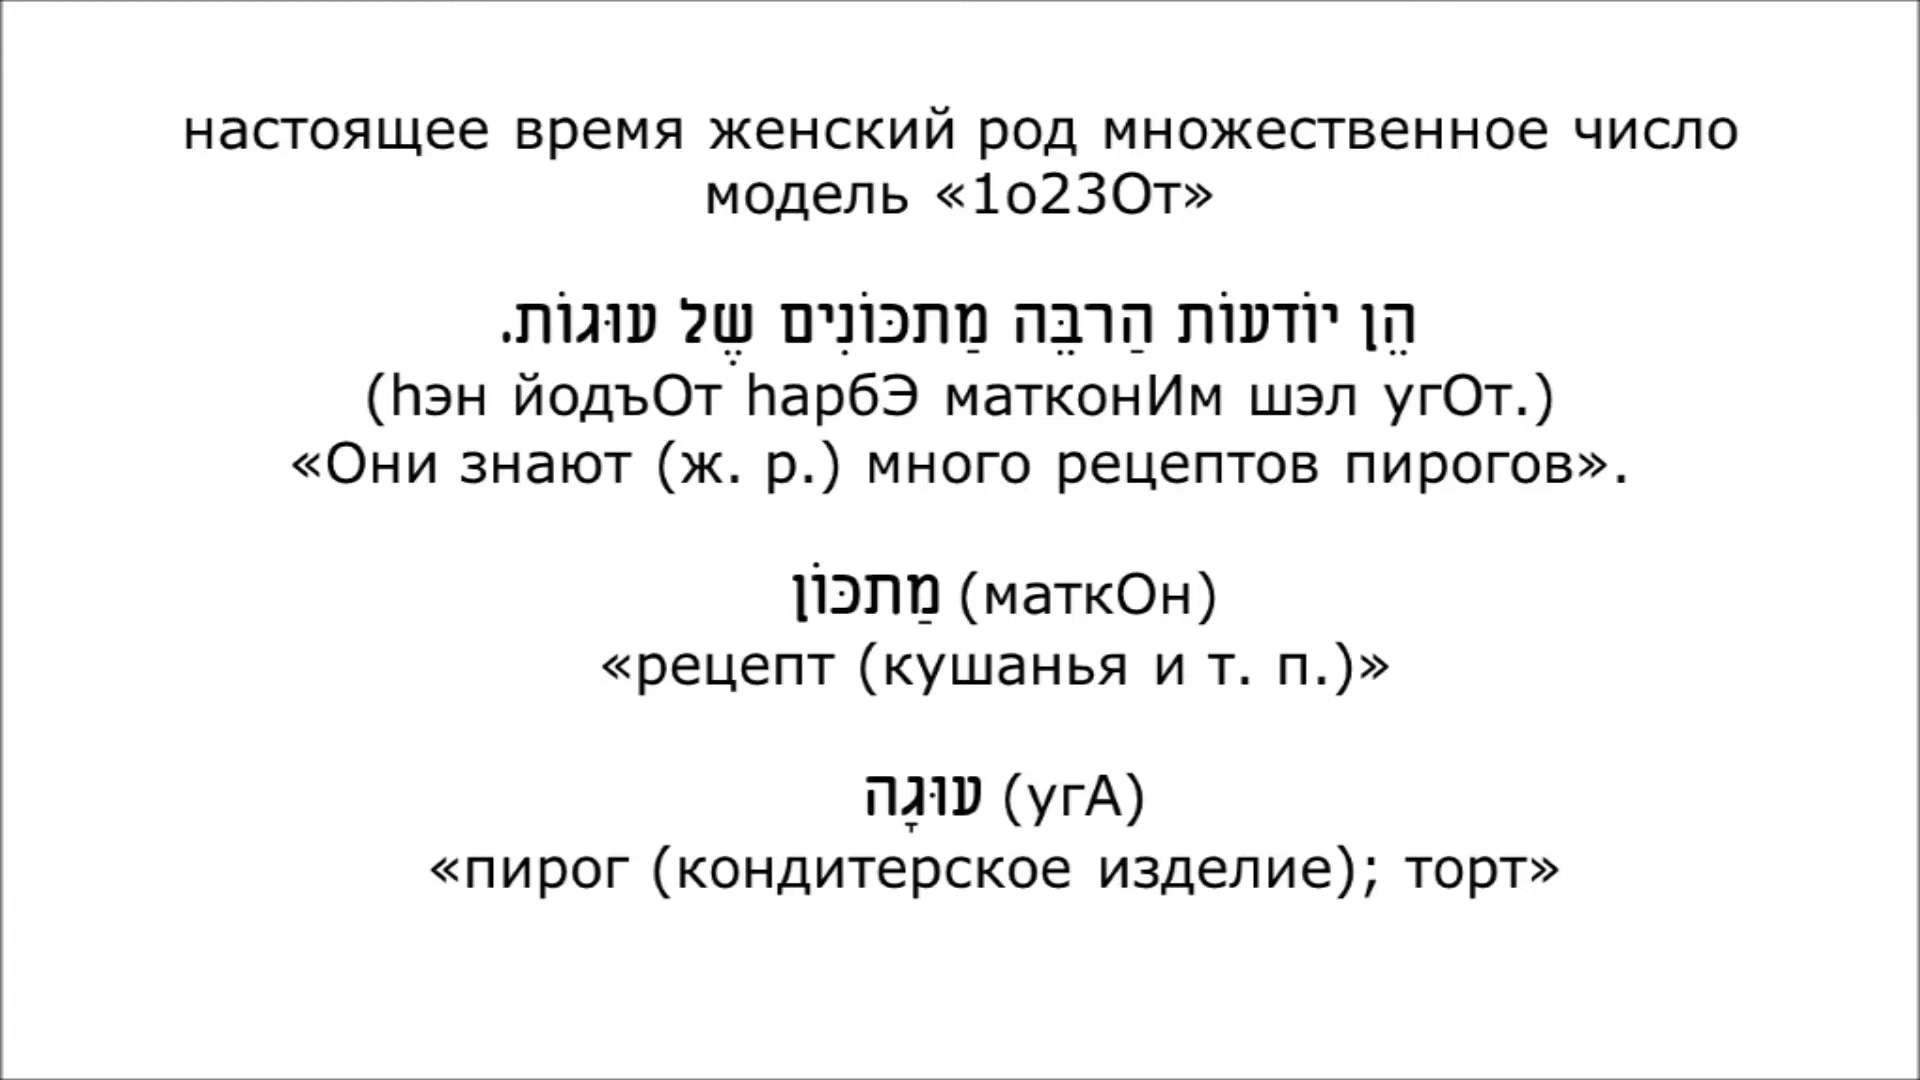 настоящее время женский род множественное число
модель «1о23От»
הֵן יוֹדעוֹת הַרבֵּה מַתכּוֹנִים שֶל עוּגוֹת.
(hэн йодъОт hарбЭ матконИм шэл угОт.)
«Они знают (ж. р.) много рецептов пирогов».
מַתכּוֹן (маткОн)
«рецепт (кушанья и т. п.)»
עוּגָה (угА)
«пирог (кондитерское изделие); торт»